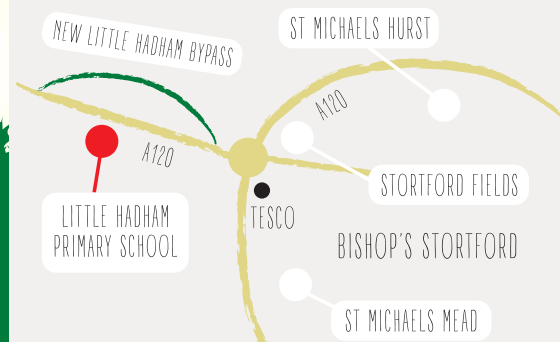 NEW LITTLE HADHAM BYPASS
ST MICHAELS HURST
A120
A120
STORTFORD FIELDS
LITTLE HADHAM
PRIMARY SCHOOL
TESCO
BISHOP'S STORTFORD
ST MICHAELS MEAD